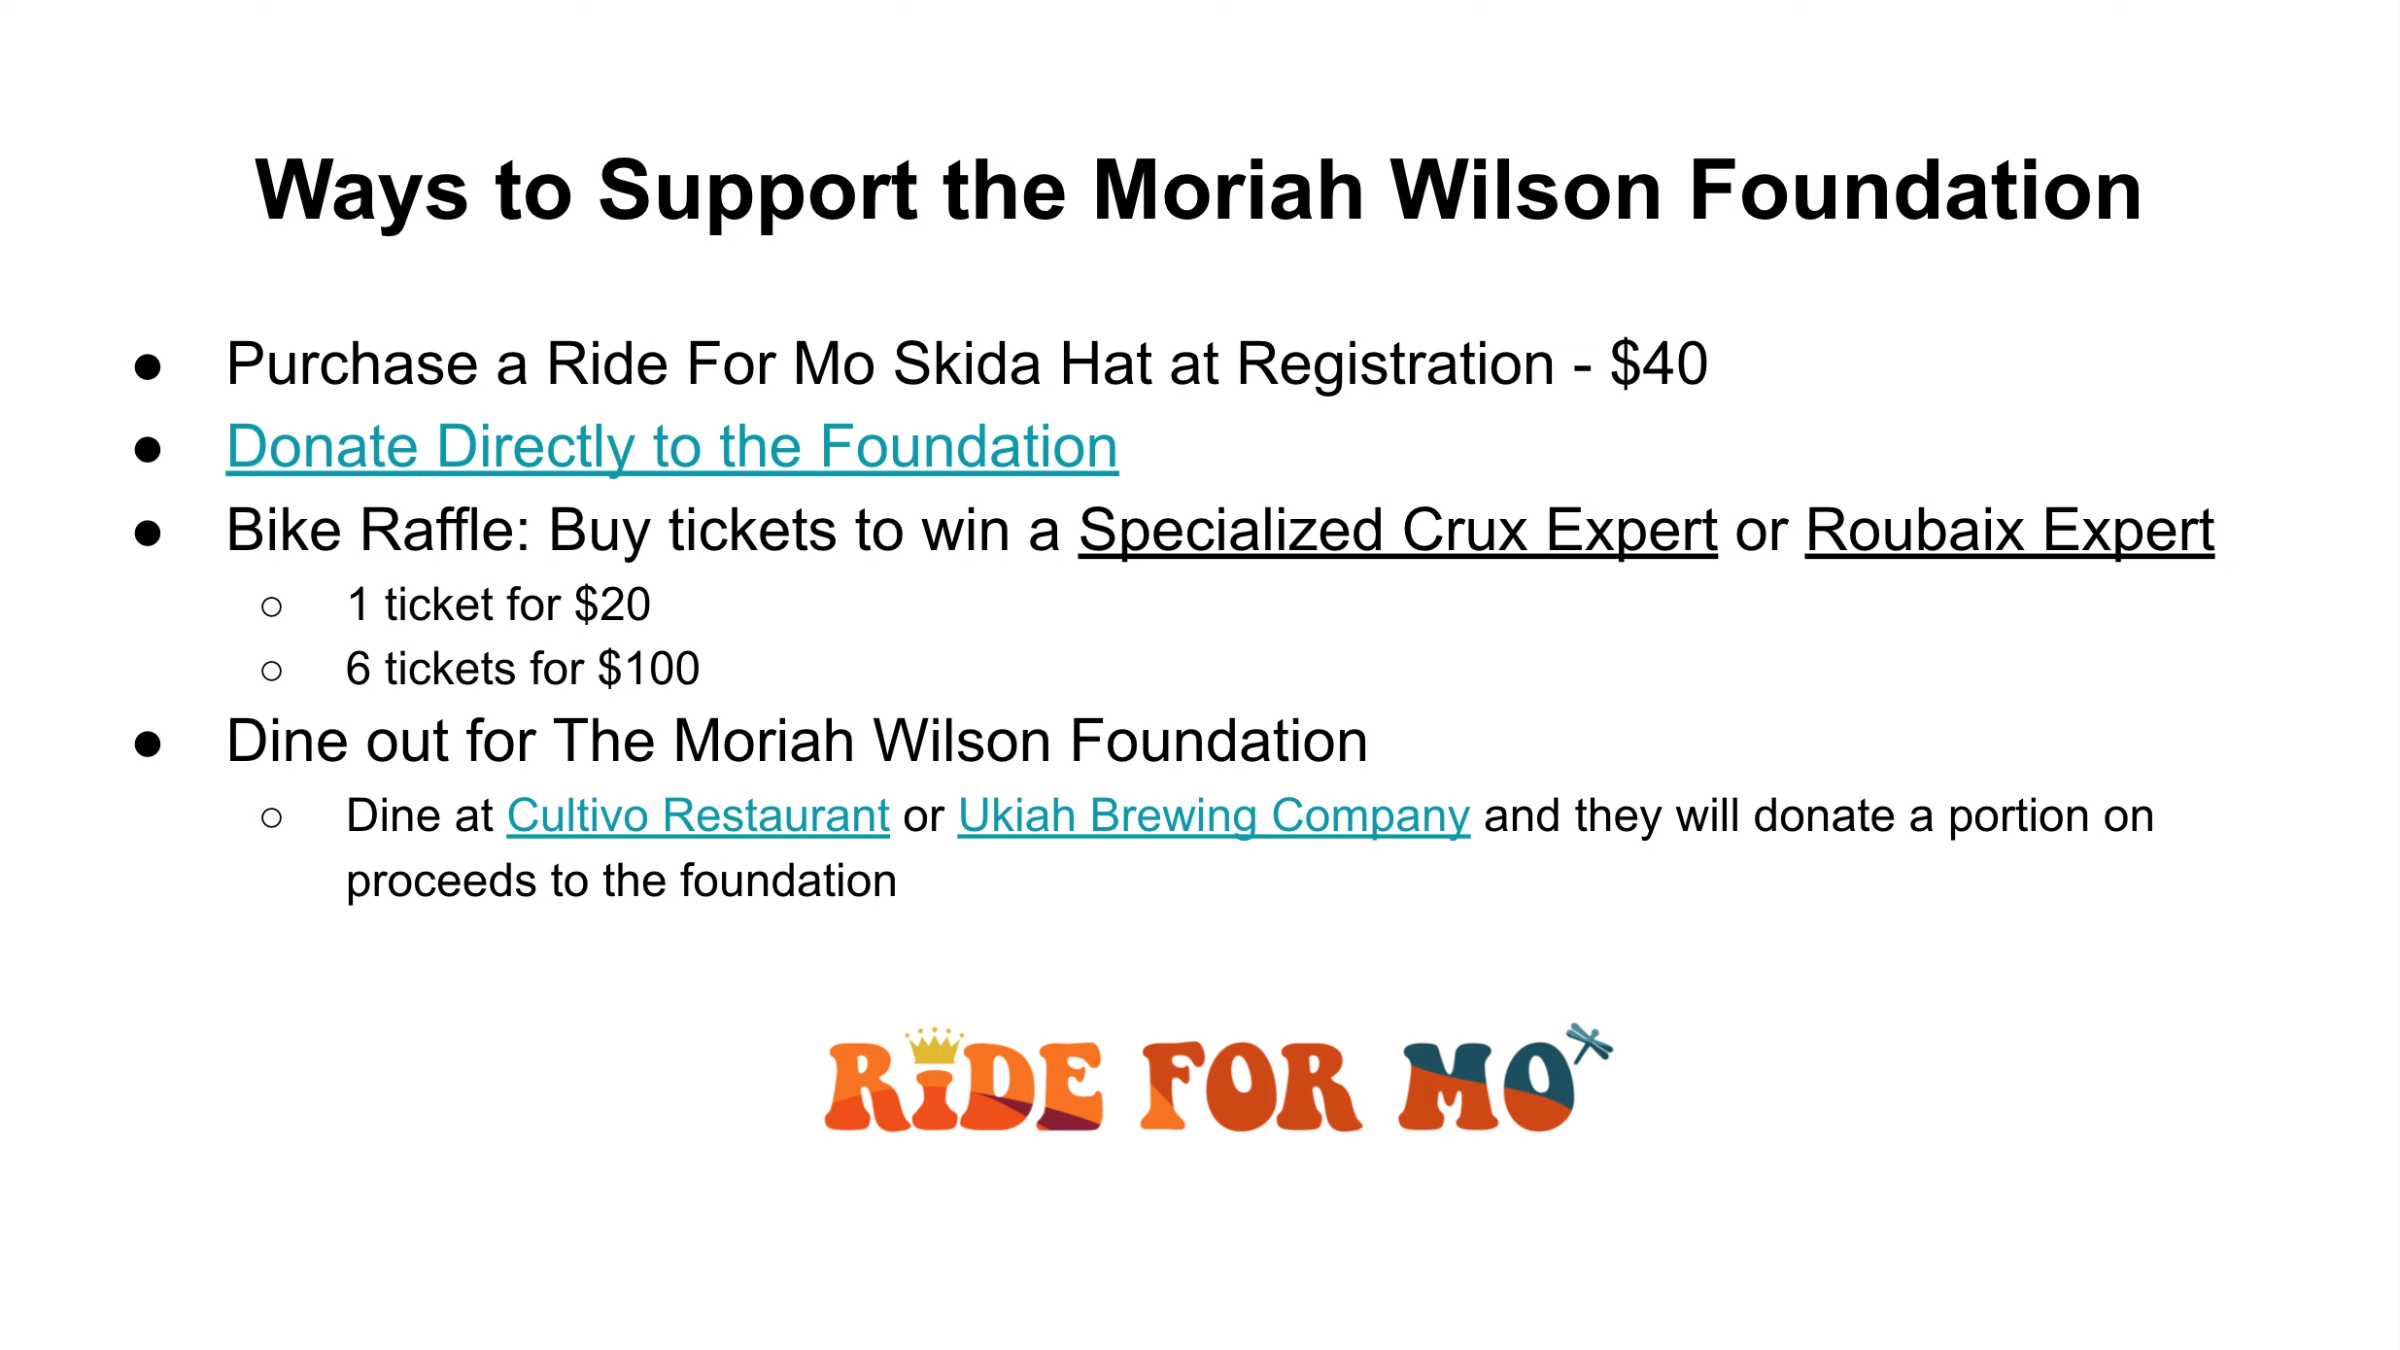 Ways to Support the Moriah Wilson Foundation
● Purchase a Ride For Mo Skida Hat at Registration - $40
● Donate Directly to the Foundation
● Bike Raffle: Buy tickets to win a Specialized Crux Expert or Roubaix Expert
○ 1 ticket for $20
○ 6 tickets for $100
● Dine out for The Moriah Wilson Foundation
○ Dine at Cultivo Restaurant or Ukiah Brewing Company and they will donate a portion on
proceeds to the foundation
RiDE FOR MO